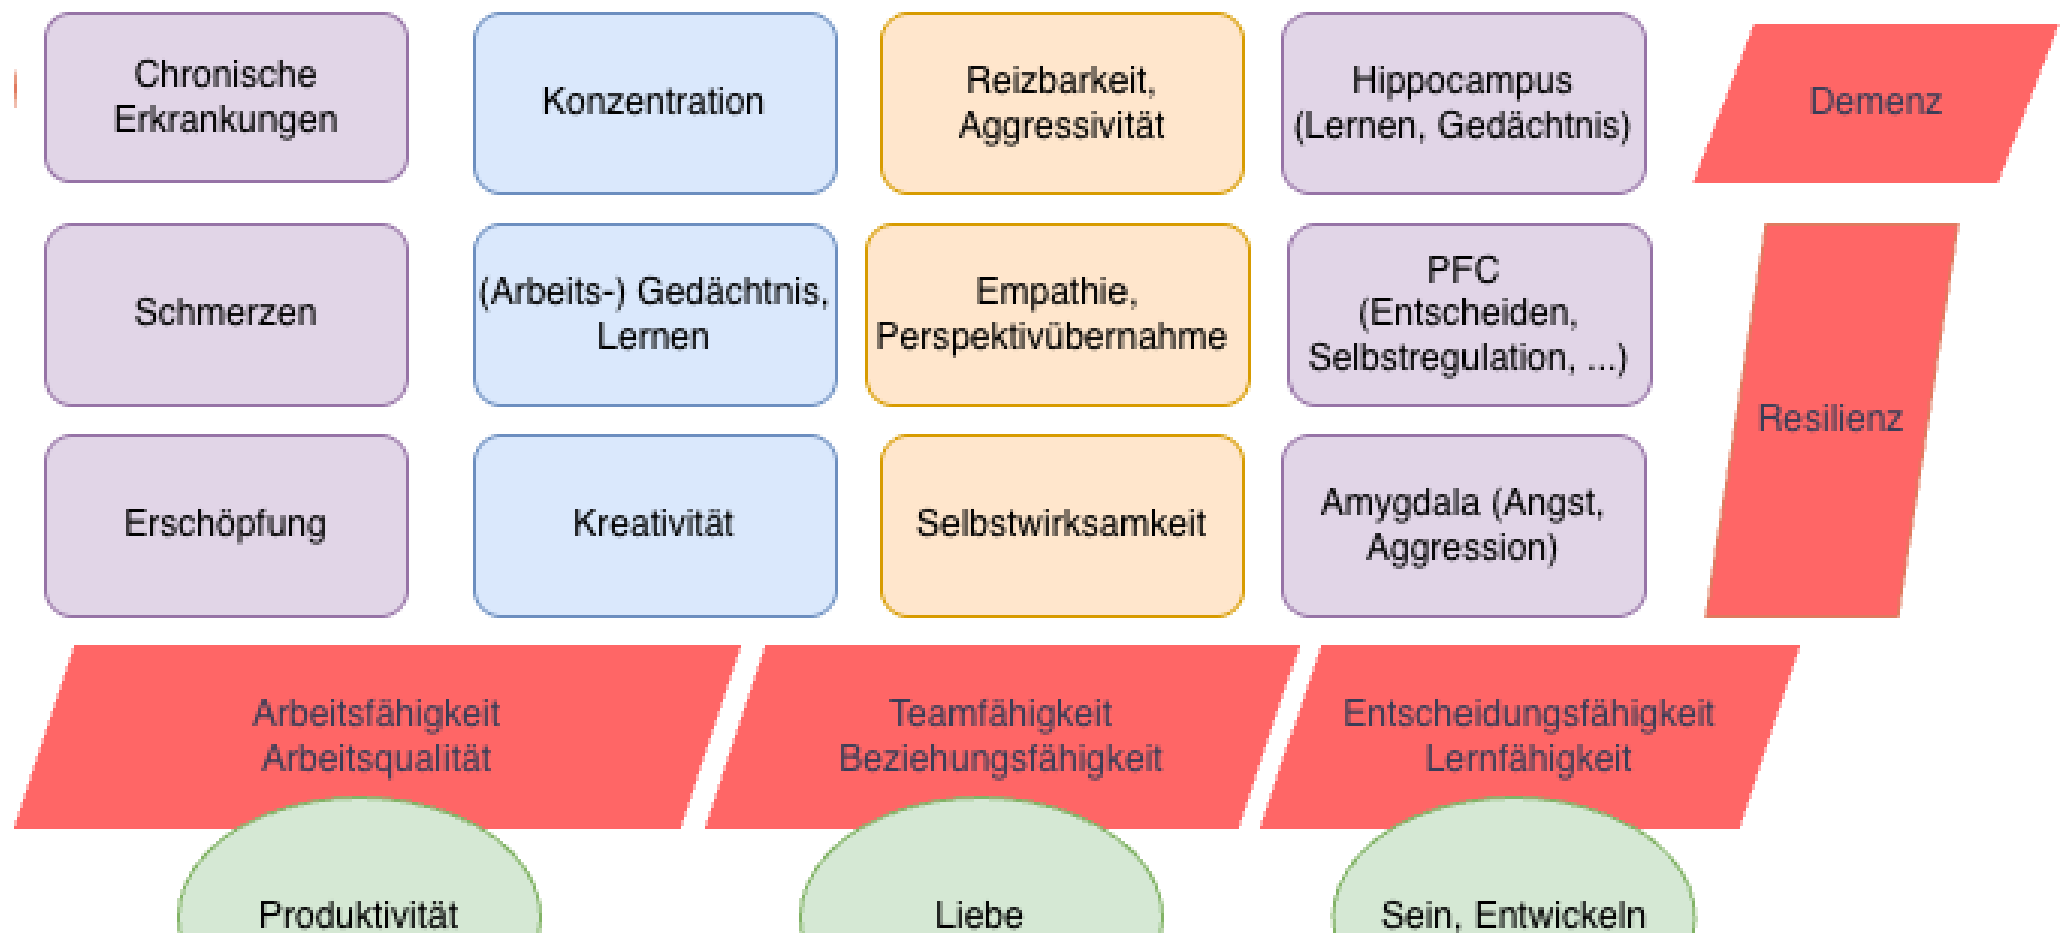 Chronische
Erkrankungen
Konzentration
Reizbarkeit,
Aggressivität
Hippocampus
(Lernen, Gedächtnis)
Demenz
Schmerzen
(Arbeits-) Gedächtnis,
Lernen
Empathie,
Perspektivübernahme
PFC
(Entscheiden,
Selbstregulation, ...)
Resilienz
Erschöpfung
Kreativität
Selbstwirksamkeit
Amygdala (Angst,
Aggression)
Arbeitsfähigkeit
Arbeitsqualität
Teamfähigkeit
Beziehungsfähigkeit
Entscheidungsfähigkeit
Lernfähigkeit
Produktivität
Liebe
Sein, Entwickeln